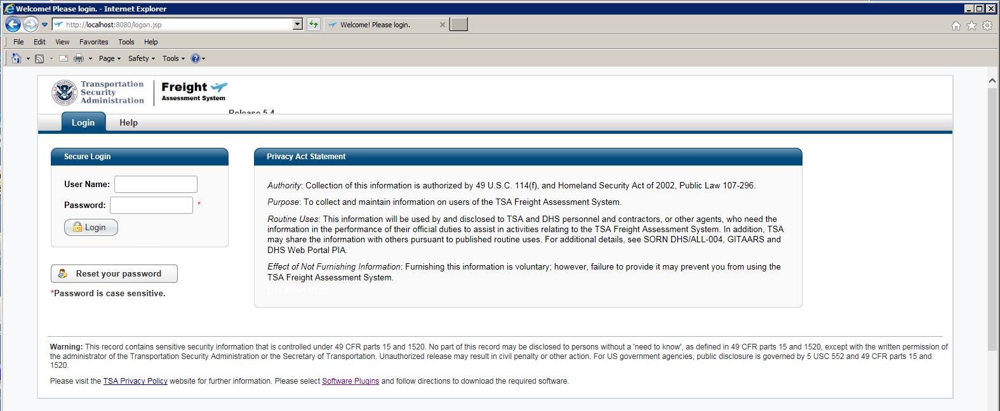 Welcome! Please login. - Internet Explorer
http://localhost:8080/logon.jsp
Welcome! Please login.
File Edit View Favorites Tools Help
Page Safety Tools
Transportation
Security
Administration
Freight
Assessment System
Release 5.4
Login Help
Secure Login
User Name:
Password: *
Login
Reset your password
*Password is case sensitive.
Privacy Act Statement
Authority: Collection of this information is authorized by 49 U.S.C. 114(f), and Homeland Security Act of 2002, Public Law 107-296.
Purpose: To collect and maintain information on users of the TSA Freight Assessment System.
Routine Uses: This information will be used by and disclosed to TSA and DHS personnel and contractors, or other agents, who need the
information in the performance of their official duties to assist in activities relating to the TSA Freight Assessment System. In addition, TSA
may share the information with others pursuant to published routine uses. For additional details, see SORN DHS/ALL-004, GITAARS and
DHS Web Portal PIA.
Effect of Not Furnishing Information: Furnishing this information is voluntary; however, failure to provide it may prevent you from using the
TSA Freight Assessment System.
Warning: This record contains sensitive security information that is controlled under 49 CFR parts 15 and 1520. No part of this record may be disclosed to persons without a 'need to know', as defined in 49 CFR parts 15 and 1520, except with the written permission of
the administrator of the Transportation Security Administration or the Secretary of Transportation. Unauthorized release may result in civil penalty or other action. For US government agencies, public disclosure is governed by 5 USC 552 and 49 CFR parts 15 and
1520.
Please visit the TSA Privacy Policy website for further information. Please select Software Plugins and follow directions to download the required software.